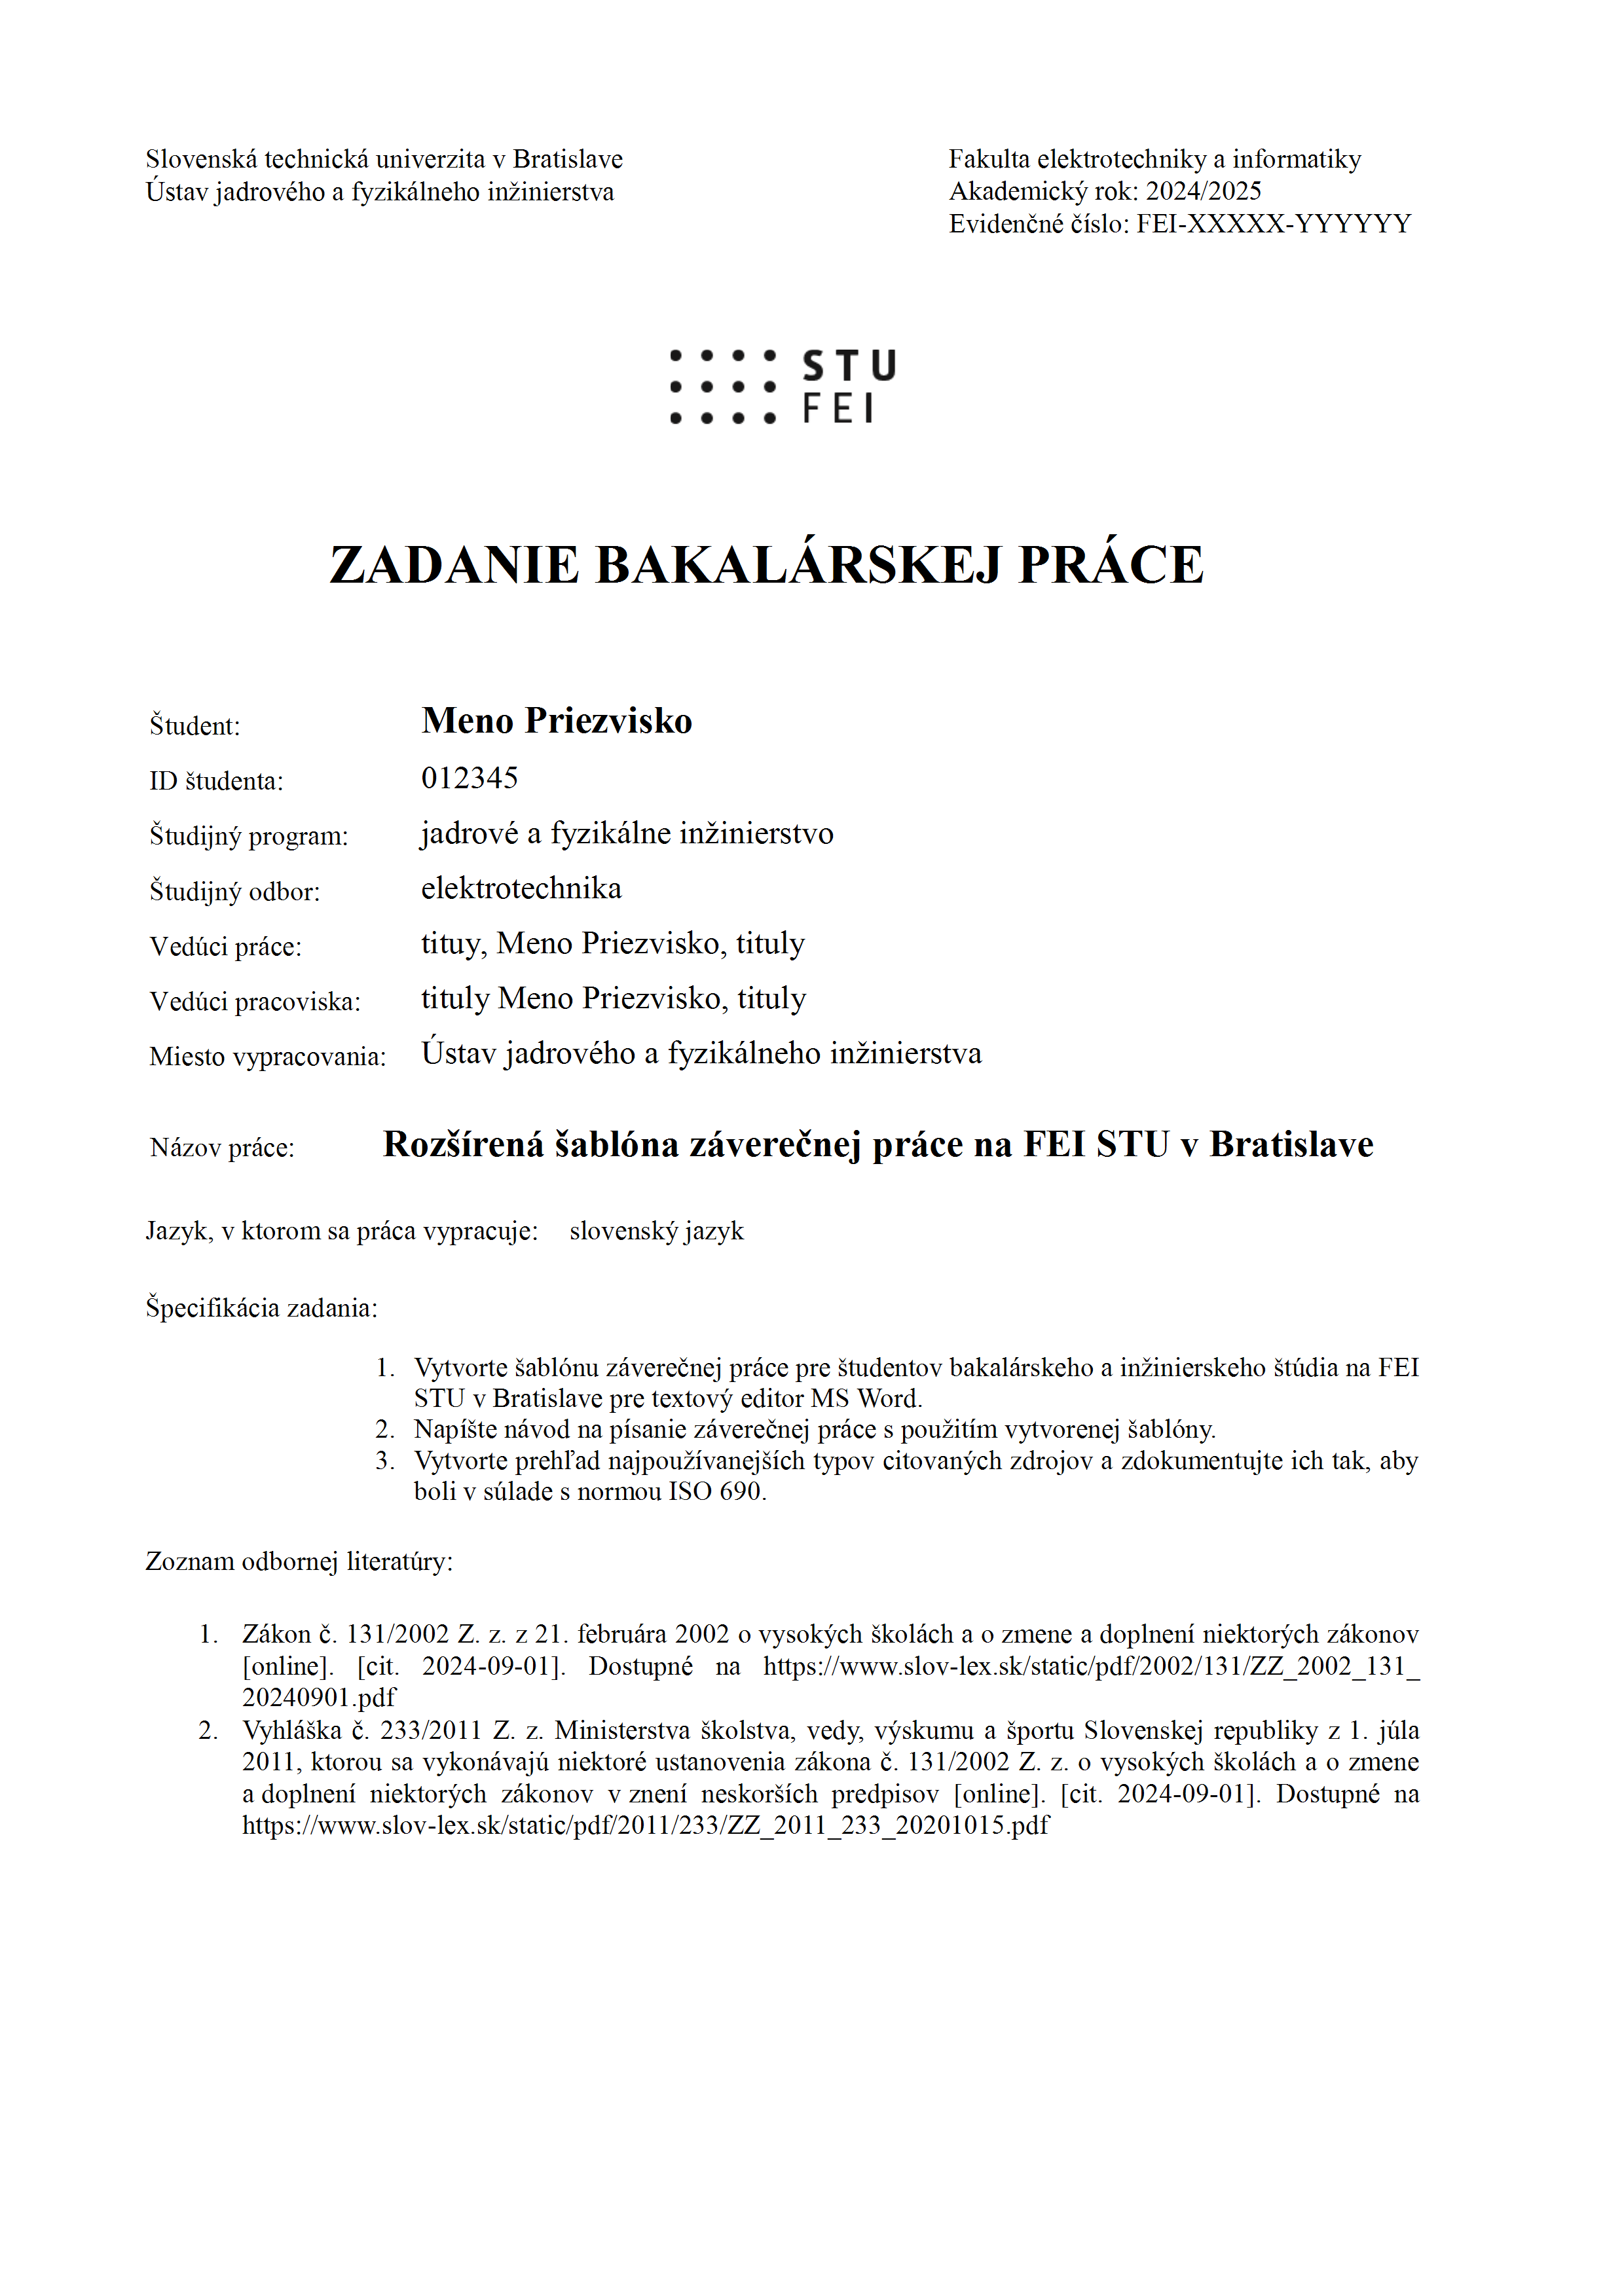 Slovenská technická univerzita v Bratislave
Ústav jadrového a fyzikálneho inžinierstva
Fakulta elektrotechniky a informatiky
Akademický rok: 2024/2025
Evidenčné číslo: FEI-XXXXX-YYYYYY
STU
FEI
ZADANIE BAKALÁRSKEJ PRÁCE
Študent: Meno Priezvisko
ID študenta: 012345
Študijný program: jadrové a fyzikálne inžinierstvo
Študijný odbor: elektrotechnika
Vedúci práce: tituy, Meno Priezvisko, tituly
Vedúci pracoviska: tituly Meno Priezvisko, tituly
Miesto vypracovania: Ústav jadrového a fyzikálneho inžinierstva
Názov práce: Rozšírená šablóna záverečnej práce na FEI STU v Bratislave
Jazyk, v ktorom sa práca vypracuje: slovenský jazyk
Špecifikácia zadania:
1. Vytvorte šablónu záverečnej práce pre študentov bakalárskeho a inžinierskeho štúdia na FEI
STU v Bratislave pre textový editor MS Word.
2. Napíšte návod na písanie záverečnej práce s použitím vytvorenej šablóny.
3. Vytvorte prehľad najpoužívanejších typov citovaných zdrojov a zdokumentujte ich tak, aby
boli v súlade s normou ISO 690.
Zoznam odbornej literatúry:
1. Zákon č. 131/2002 Z. z. z 21. februára 2002 o vysokých školách a o zmene a doplnení niektorých zákonov
[online]. [cit. 2024-09-01]. Dostupné na https://www.slov-lex.sk/static/pdf/2002/131/ZZ_2002_131_
20240901.pdf
2. Vyhláška č. 233/2011 Z. z. Ministerstva školstva, vedy, výskumu a športu Slovenskej republiky z 1. júla
2011, ktorou sa vykonávajú niektoré ustanovenia zákona č. 131/2002 Z. z. o vysokých školách a o zmene
a doplnení niektorých zákonov v znení neskorších predpisov [online]. [cit. 2024-09-01]. Dostupné na
https://www.slov-lex.sk/static/pdf/2011/233/ZZ_2011_233_20201015.pdf